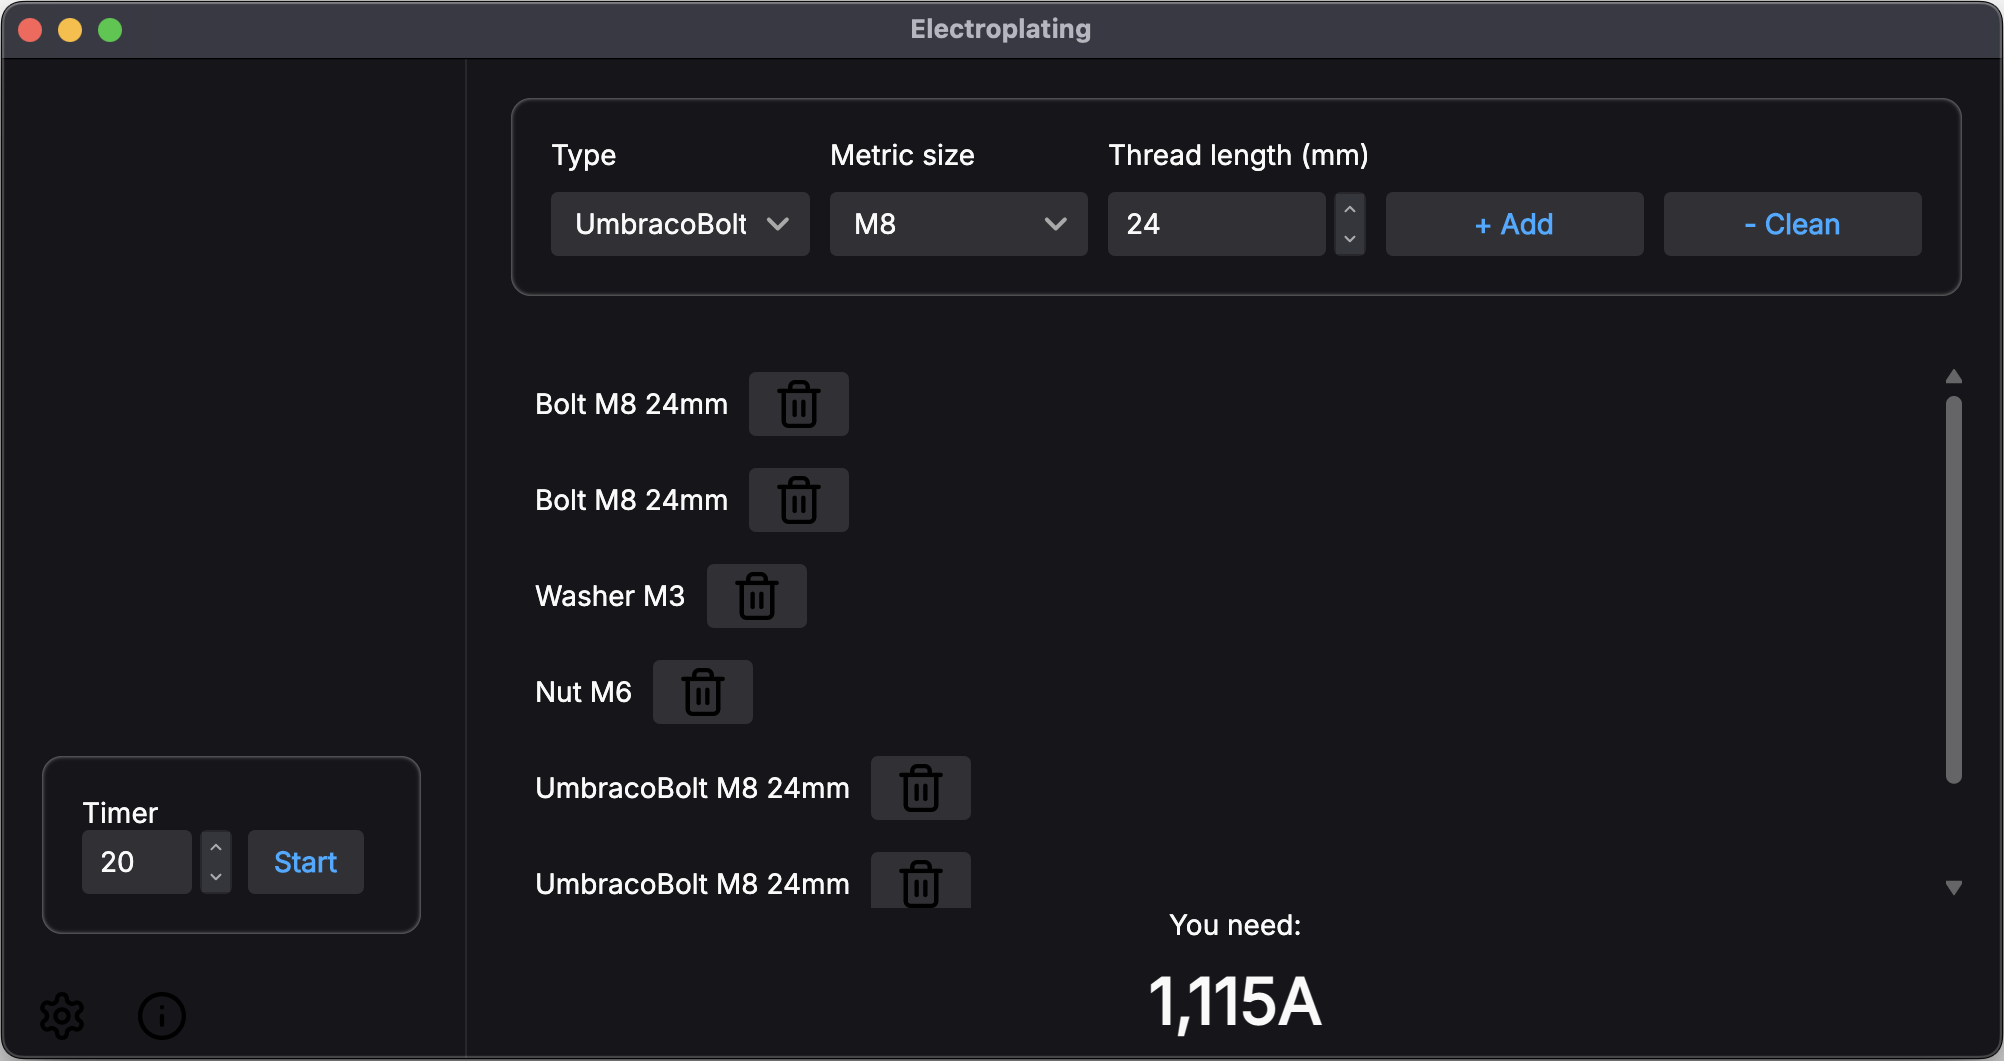 Electroplating
Type
Metric size
Thread length (mm)
UmbracoBolt
M8
24
+ Add
- Clean
Bolt M8 24mm
Bolt M8 24mm
Washer M3
Nut M6
UmbracoBolt M8 24mm
UmbracoBolt M8 24mm
Timer
20
Start
You need:
1,115A